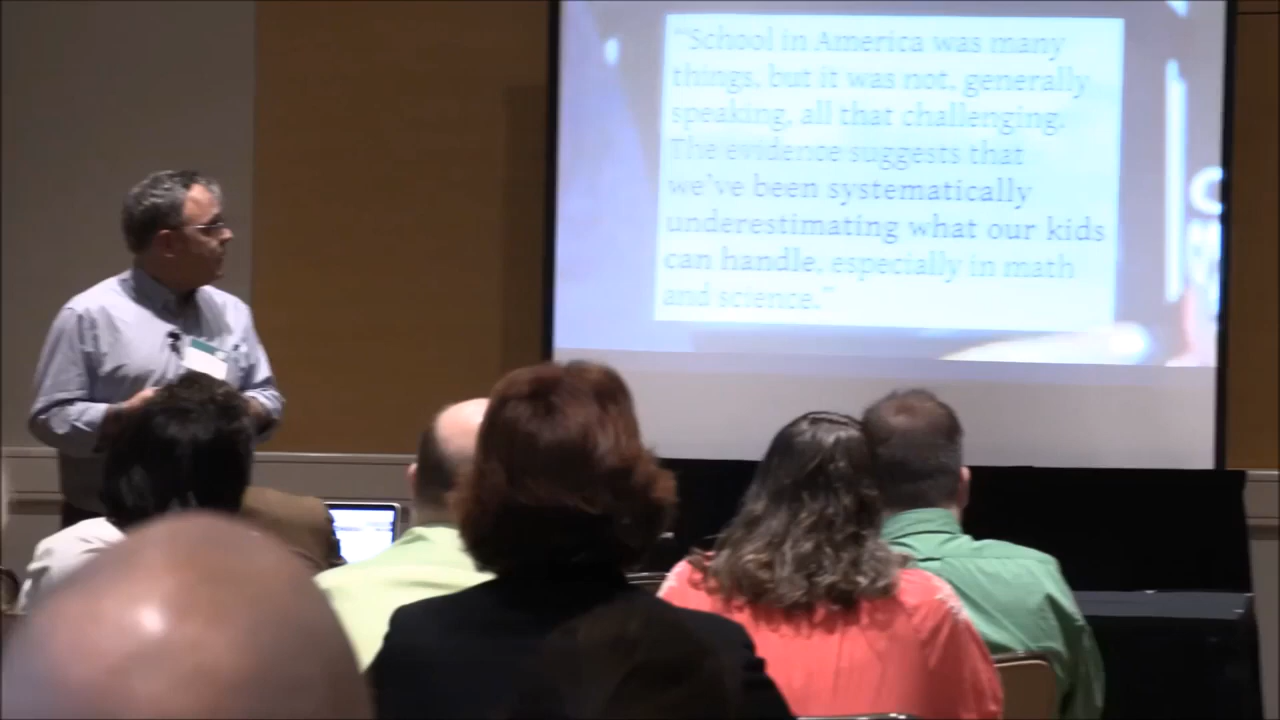 “School in America was many
things, but it was not, generally
speaking, all that challenging.
The evidence suggests that
we’ve been systematically
underestimating what our kids
can handle, especially in math
and science.”